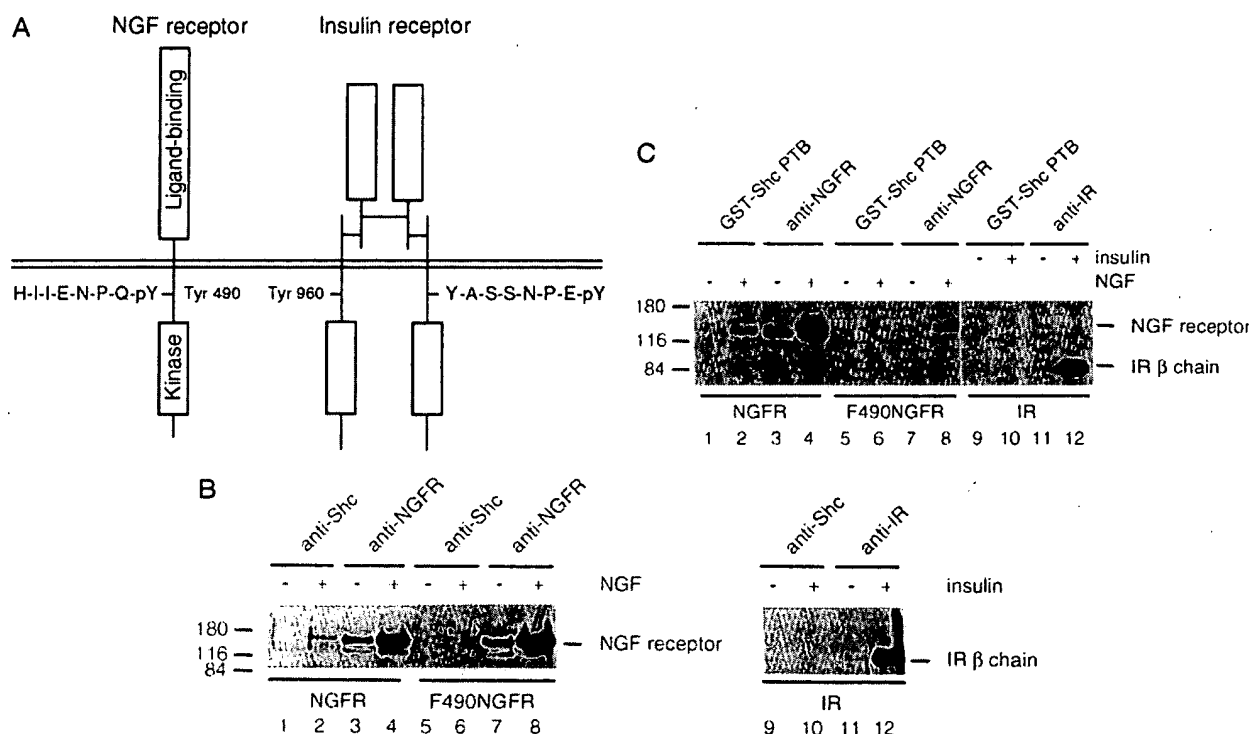 A
NGF receptor
Insulin receptor
Ligand-binding
H-I-I-E-N-P-Q-pY
Tyr 490
Tyr 960
Y-A-S-S-N-P-E-pY
Kinase
C
GST-Shc PTB
anti-NGFR
GST-Shc PTB
anti-NGFR
GST-Shc PTB
anti-IR
- + - + insulin
- + - + - + - + NGF
180
116
84
NGF receptor
IR β chain
NGFR F490NGFR IR
1 2 3 4 5 6 7 8 9 10 11 12
B
anti-Shc
anti-NGFR
anti-Shc
anti-NGFR
- + - + - + - + NGF
180
116
84
NGF receptor
NGFR F490NGFR
1 2 3 4 5 6 7 8
anti-Shc
anti-IR
- + - + insulin
IR β chain
IR
9 10 11 12